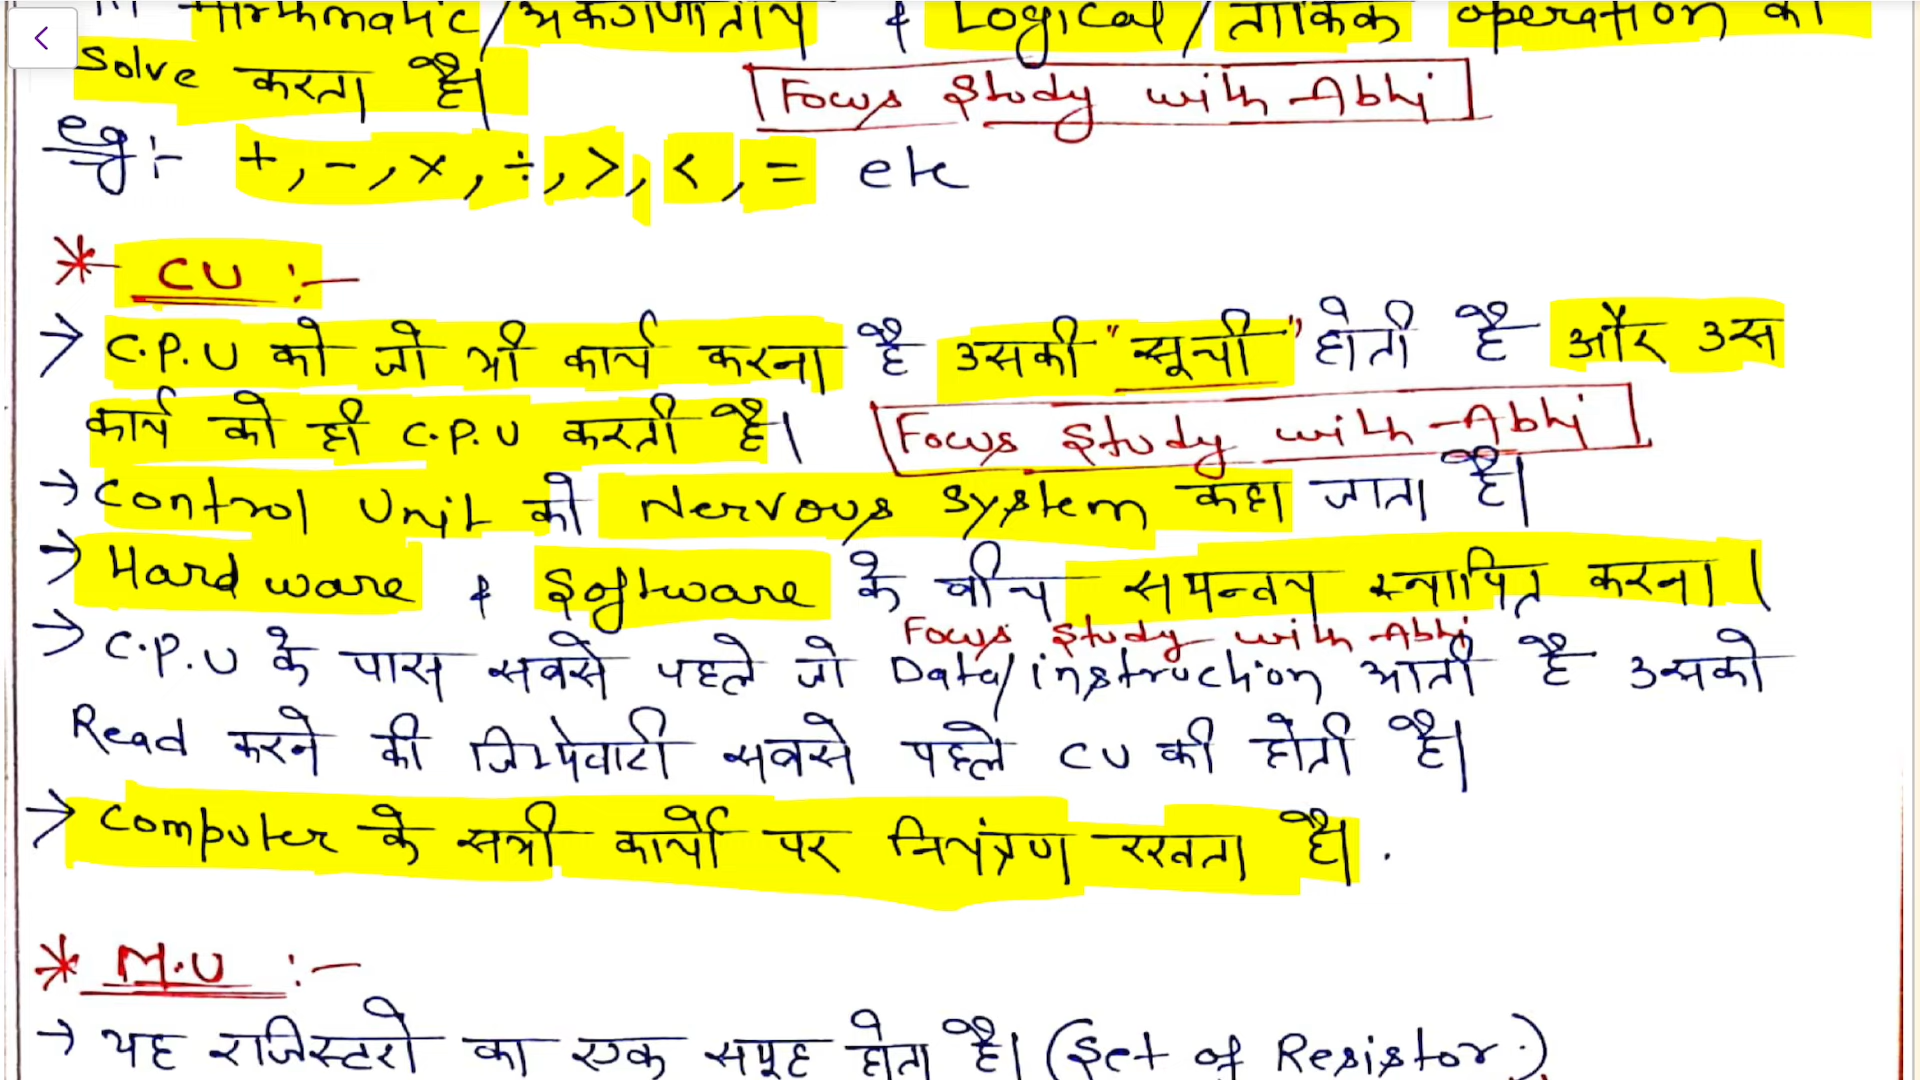 Arithmatic/अंकगणितीय & Logical/तार्किक operation को
Solve करता है।
[Focus Study with Abhi]
eg:- +, -, ×, ÷, >, <, = etc
* CU :-
→ C.P.U को जो भी कार्य करना है उसकी "सूची" होती है और उस
कार्य को ही C.P.U करती है।
[Focus Study with Abhi]
→ Control Unit को Nervous System कहा जाता है।
→ Hardware & Software के बीच समन्वय स्थापित करना।
Focus Study with Abhi
→ C.P.U के पास सबसे पहले जो Data/instruction आती है उसको
Read करने की जिम्मेवारी सबसे पहले CU की होती है।
→ Computer के सभी कार्यों पर नियंत्रण रखता है।
* M.U :-
→ यह रजिस्टरों का एक समूह होता है। (Set of Resistor.)